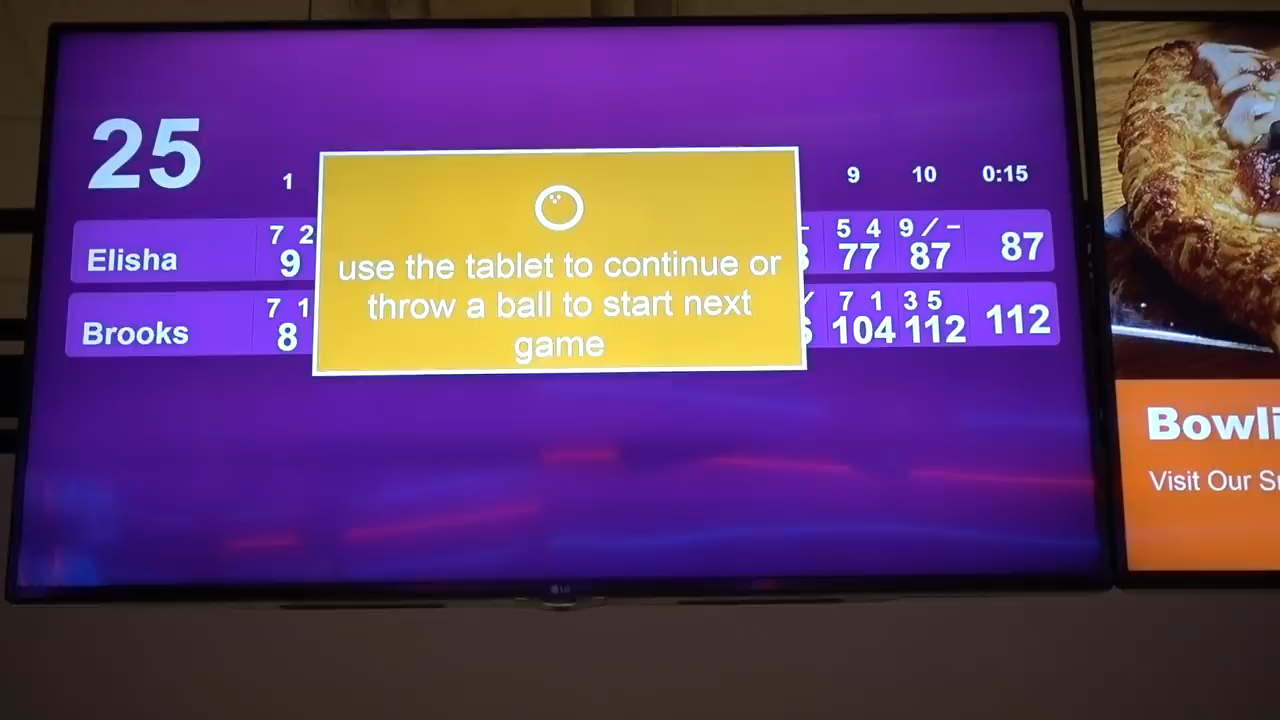 25
1 9 10 0:15
Elisha 7 2 5 4 9 / -
9 77 87 87
Brooks 7 1 7 1 3 5
8 104 112 112
use the tablet to continue or
throw a ball to start next
game
LG
Bowli
Visit Our